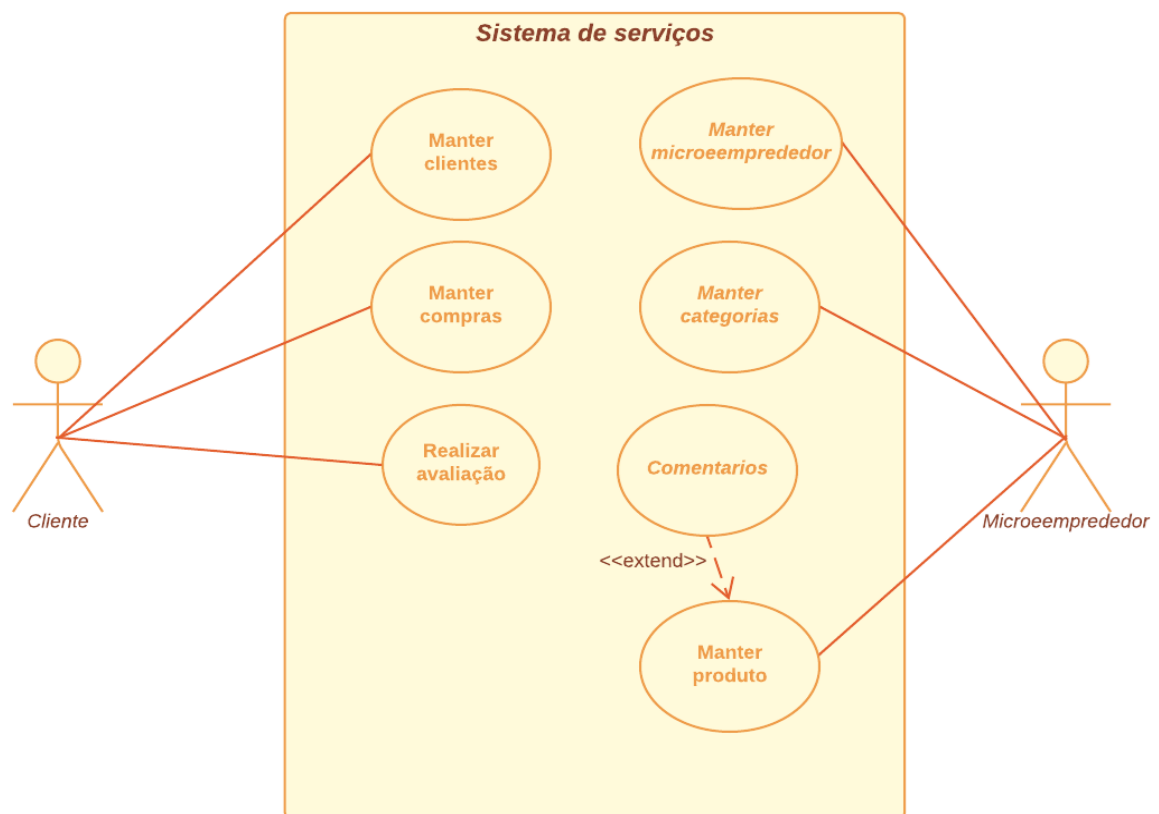 Sistema de serviços
Manter
clientes
Manter
microeemprededor
Manter
compras
Manter
categorias
Realizar
avaliação
Comentarios
Cliente
Microeemprededor
<<extend>>
Manter
produto